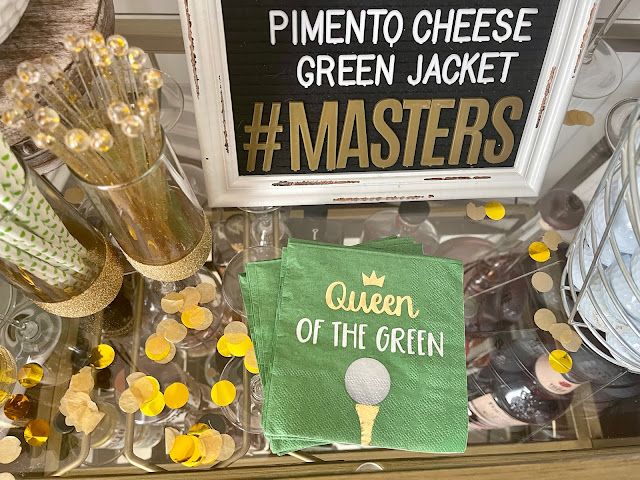 PIMENTO CHEESE
GREEN JACKET
#MASTERS
Queen
OF THE GREEN